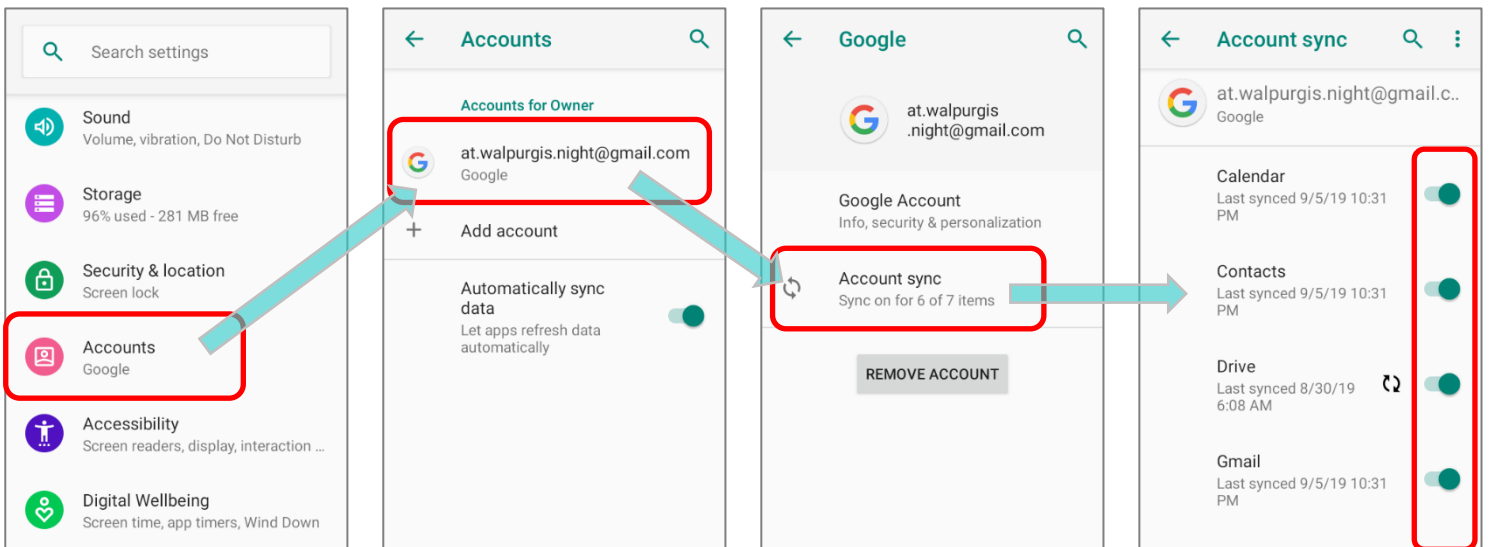 Search settings
Sound
Volume, vibration, Do Not Disturb
Storage
96% used - 281 MB free
Security & location
Screen lock
Accounts
Google
Accessibility
Screen readers, display, interaction ...
Digital Wellbeing
Screen time, app timers, Wind Down
Accounts
Accounts for Owner
at.walpurgis.night@gmail.com
Google
Add account
Automatically sync
data
Let apps refresh data
automatically
Google
at.walpurgis
.night@gmail.com
Google Account
Info, security & personalization
Account sync
Sync on for 6 of 7 items
REMOVE ACCOUNT
Account sync
at.walpurgis.night@gmail.c..
Google
Calendar
Last synced 9/5/19 10:31
PM
Contacts
Last synced 9/5/19 10:31
PM
Drive
Last synced 8/30/19
6:08 AM
Gmail
Last synced 9/5/19 10:31
PM